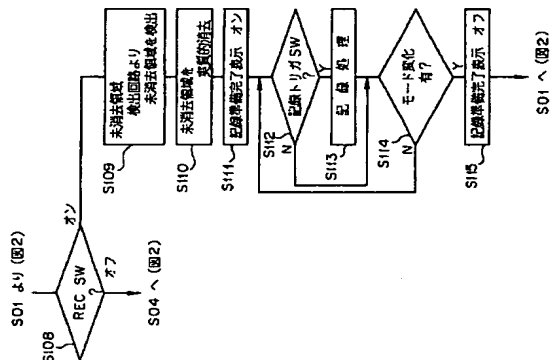 S01 より (図2)
S108
REC SW
?
オン
オフ
S04 へ (図2)
未消去領域
検出回路より
未消去領域を検出
S109
未消去領域を
実質的消去
S110
記録準備完了表示 オン
S111
記録トリガSW
?
S112
N
Y
記録処理
S113
モード変化
有?
S114
N
Y
記録準備完了表示 オフ
S115
S01 へ (図2)